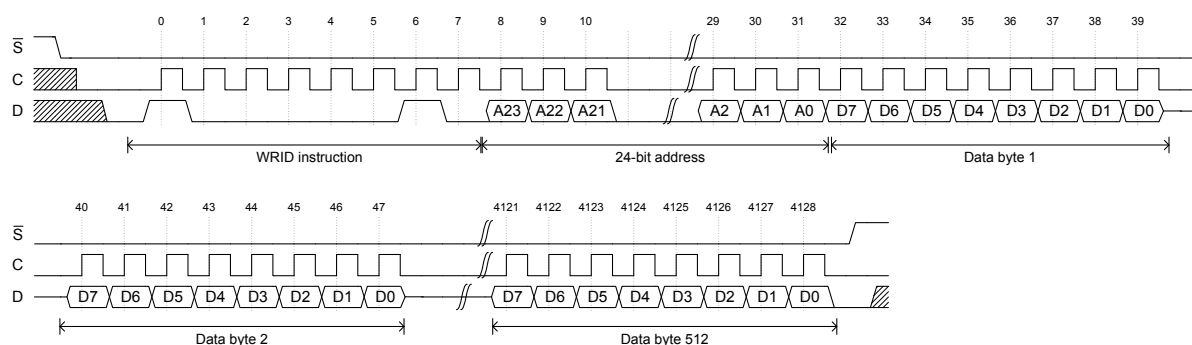 0 1 2 3 4 5 6 7 8 9 10 29 30 31 32 33 34 35 36 37 38 39
S
C
D A23 A22 A21 A2 A1 A0 D7 D6 D5 D4 D3 D2 D1 D0
WRID instruction 24-bit address Data byte 1
40 41 42 43 44 45 46 47 4121 4122 4123 4124 4125 4126 4127 4128
S
C
D D7 D6 D5 D4 D3 D2 D1 D0 D7 D6 D5 D4 D3 D2 D1 D0
Data byte 2 Data byte 512